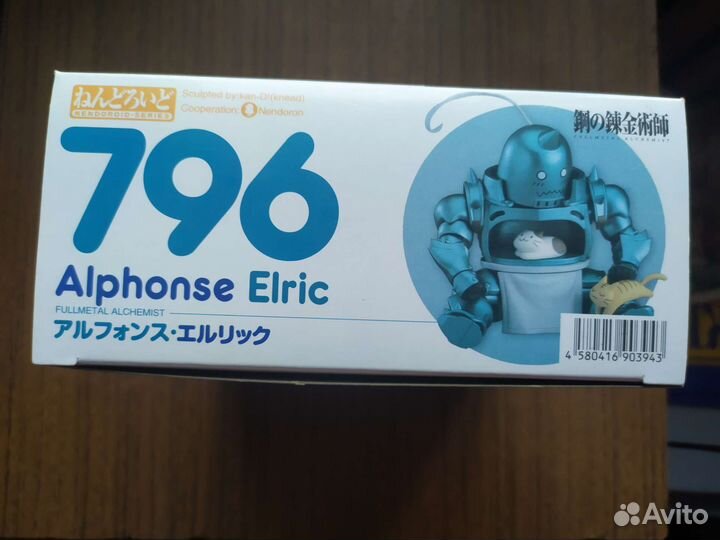 ねんどろいど
NENDOROID-SERIES
Sculpted by:ken-D!(knead)
Cooperation: Nendoron
796
Alphonse Elric
FULLMETAL ALCHEMIST
アルフォンス・エルリック
鋼の錬金術師
FULLMETAL ALCHEMIST
4 580416 903943
Avito